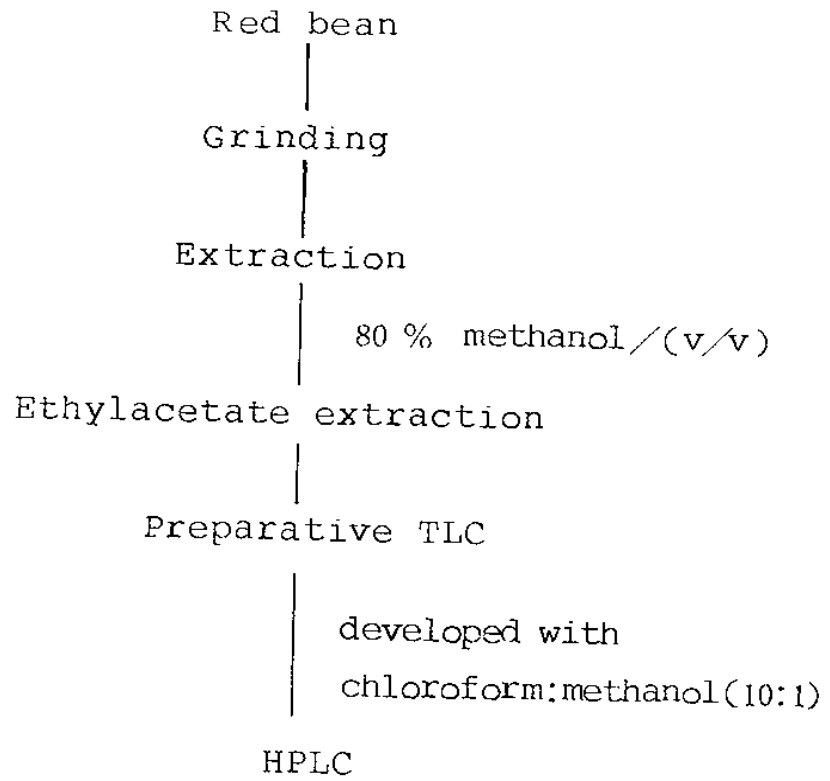 Red bean
Grinding
Extraction
80 % methanol/(v/v)
Ethylacetate extraction
Preparative TLC
developed with
chloroform:methanol(10:1)
HPLC